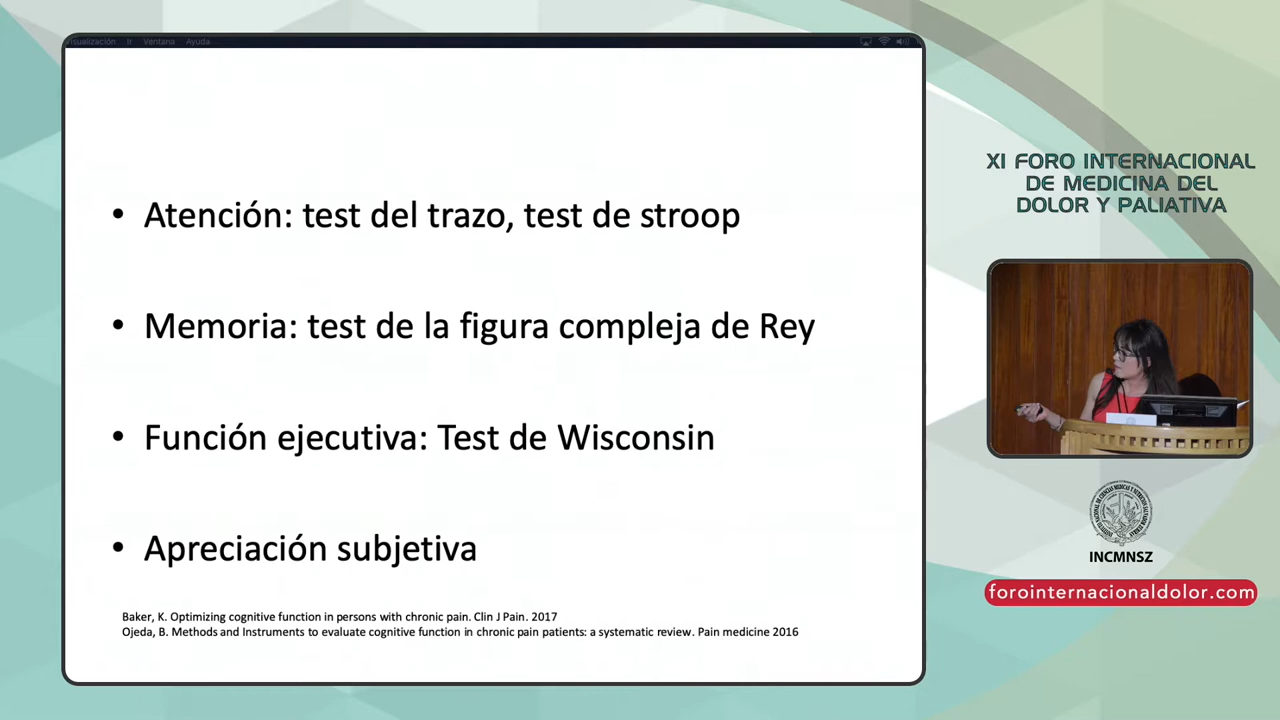 Ir Ventana Ayuda
• Atención: test del trazo, test de stroop
• Memoria: test de la figura compleja de Rey
• Función ejecutiva: Test de Wisconsin
• Apreciación subjetiva
Baker, K. Optimizing cognitive function in persons with chronic pain. Clin J Pain. 2017
Ojeda, B. Methods and Instruments to evaluate cognitive function in chronic pain patients: a systematic review. Pain medicine 2016
XI FORO INTERNACIONAL
DE MEDICINA DEL
DOLOR Y PALIATIVA
INCMNSZ
forointernacionaldolor.com